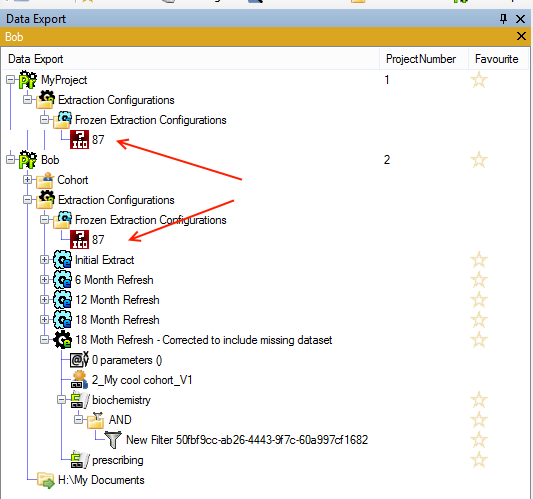 Data Export
Bob
Data Export ProjectNumber Favourite
MyProject 1
Extraction Configurations
Frozen Extraction Configurations
87
Bob 2
Cohort
Extraction Configurations
Frozen Extraction Configurations
87
Initial Extract
6 Month Refresh
12 Month Refresh
18 Month Refresh
18 Moth Refresh - Corrected to include missing dataset
0 parameters ()
2_My cool cohort_V1
biochemistry
AND
New Filter 50fbf9cc-ab26-4443-9f7c-60a997cf1682
prescribing
H:\My Documents